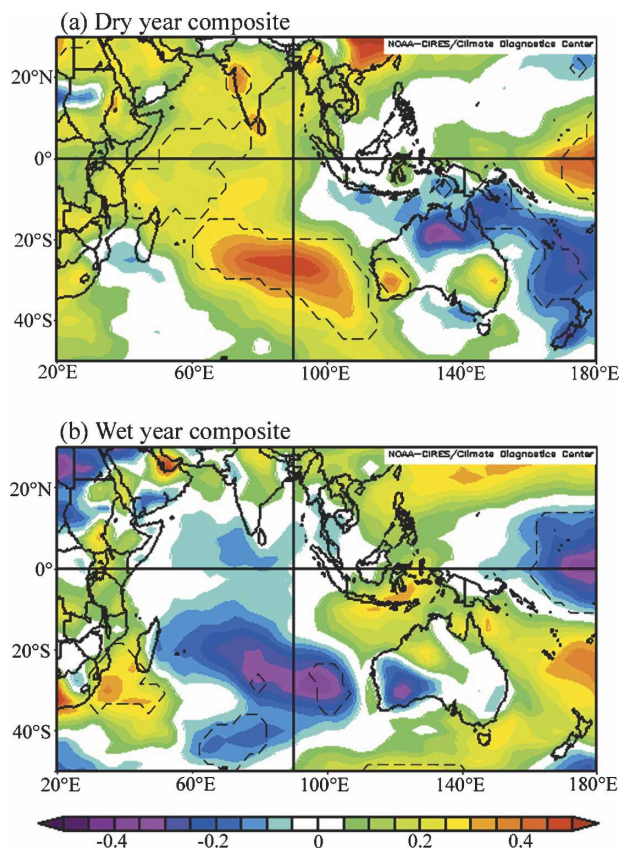 (a) Dry year composite
NOAA-CIRES/Climate Diagnostics Center
20°N
0°
20°S
40°S
20°E
60°E
100°E
140°E
180°E
(b) Wet year composite
NOAA-CIRES/Climate Diagnostics Center
20°N
0°
20°S
40°S
20°E
60°E
100°E
140°E
180°E
-0.4
-0.2
0
0.2
0.4